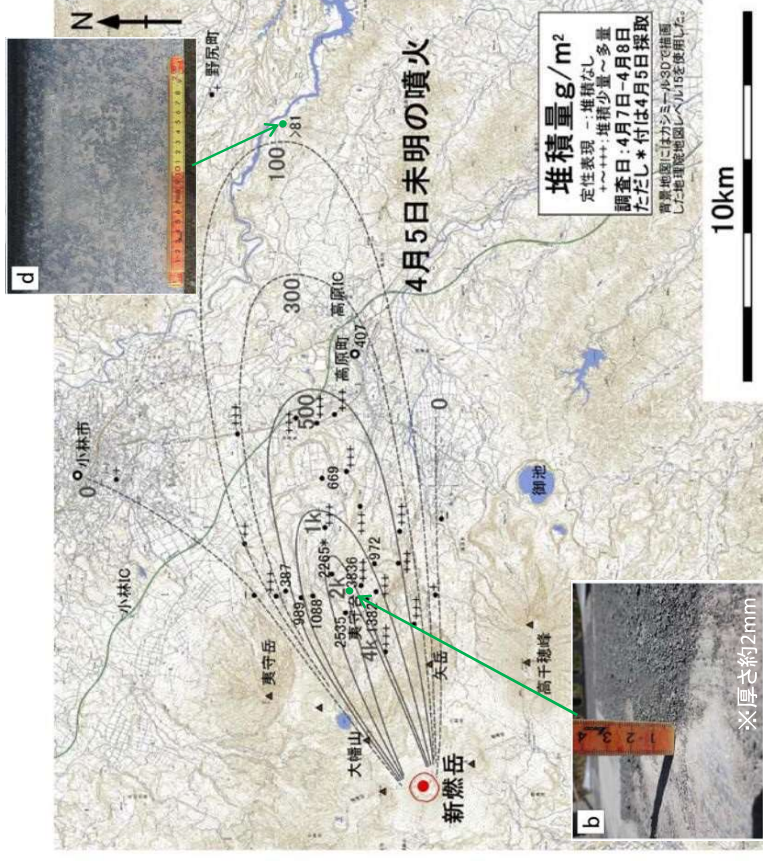 N
d
野尻町
小林市
0
小林IC
夷守岳
大幡山
新燃岳
矢岳
高千穂峰
御池
高原町
高原IC
4月5日未明の噴火
100
300
500
1k
2k
4k
0
>81
407
669
387
989
1088
2265*
2535
3836
夷守台
1382
972
堆積量g/m²
定性表現 -:堆積なし
+~+++:堆積少量~多量
調査日:4月7日-4月8日
ただし*付は4月5日採取
背景地図にはカシミール3Dで描画
した地理院地図レベル15を使用した。
10km
b
※厚さ約2mm